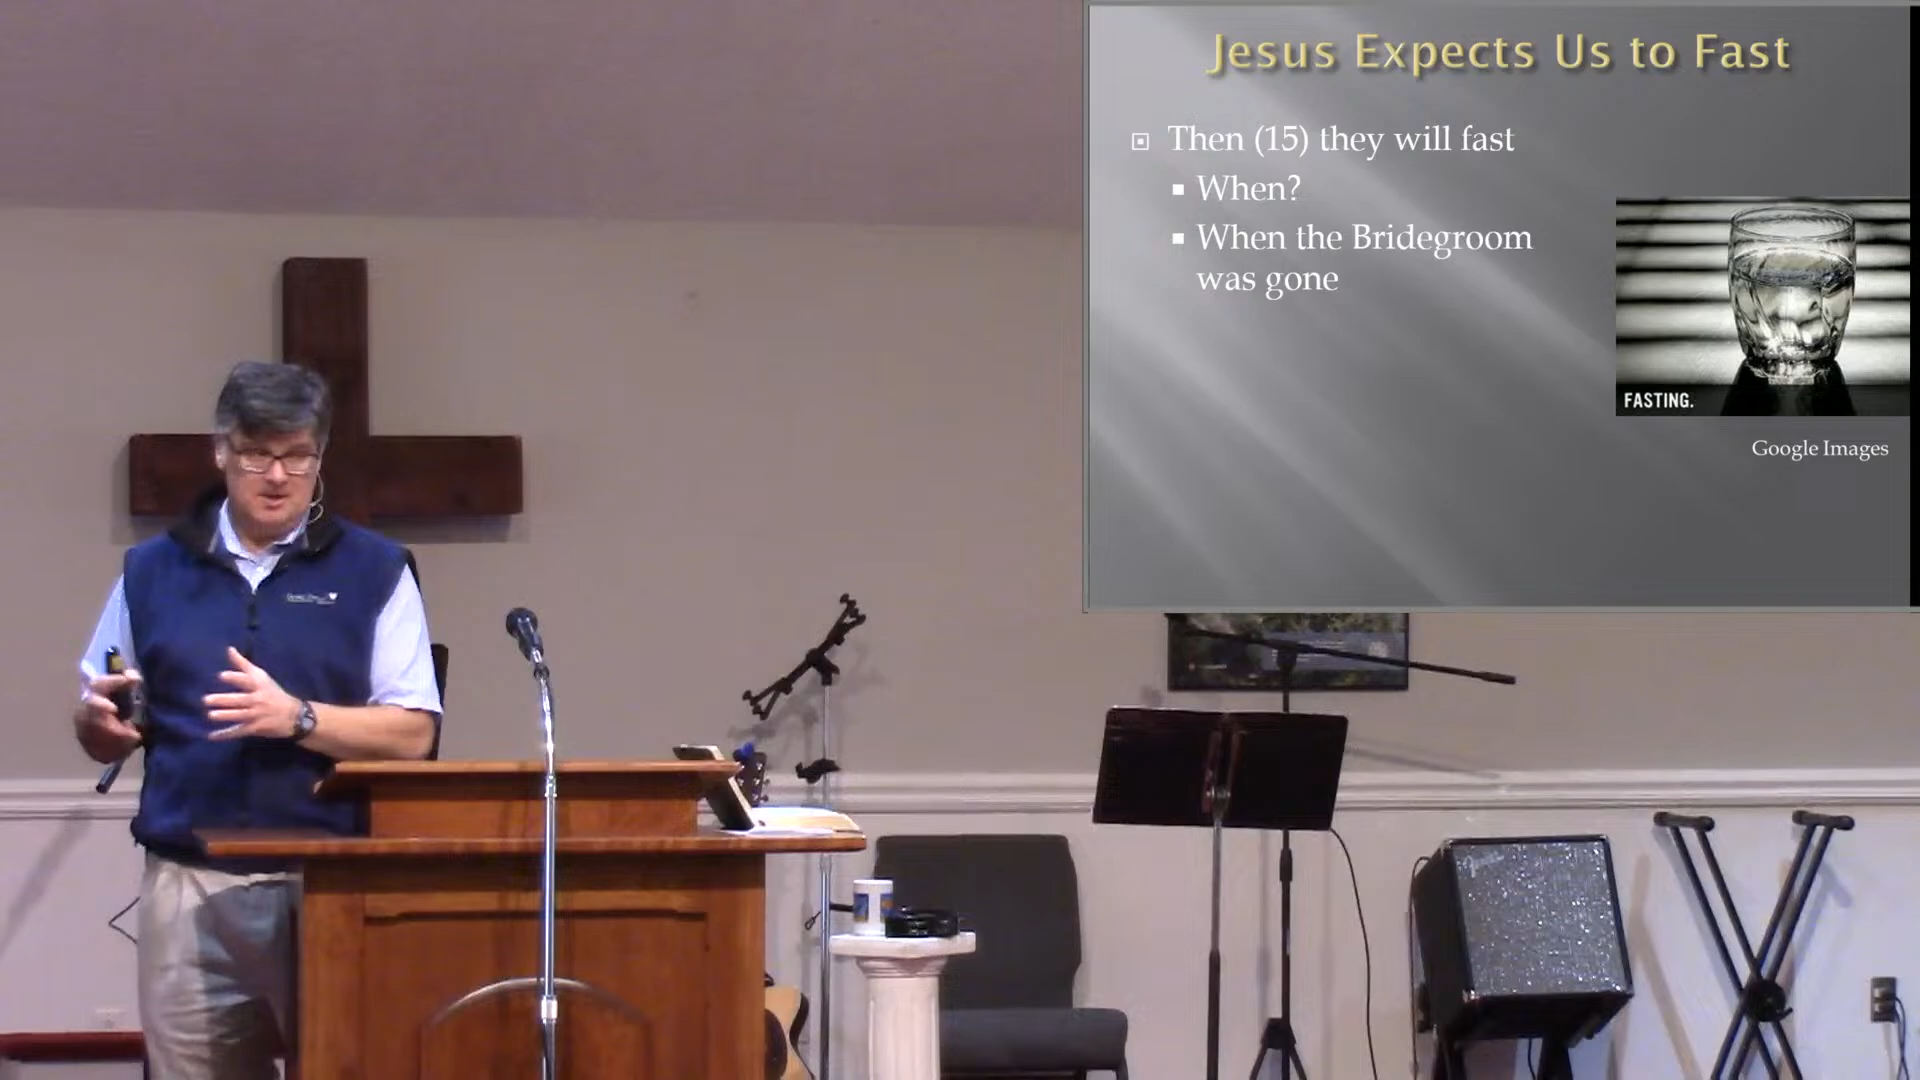 Jesus Expects Us to Fast
Then (15) they will fast
When?
When the Bridegroom
was gone
FASTING.
Google Images